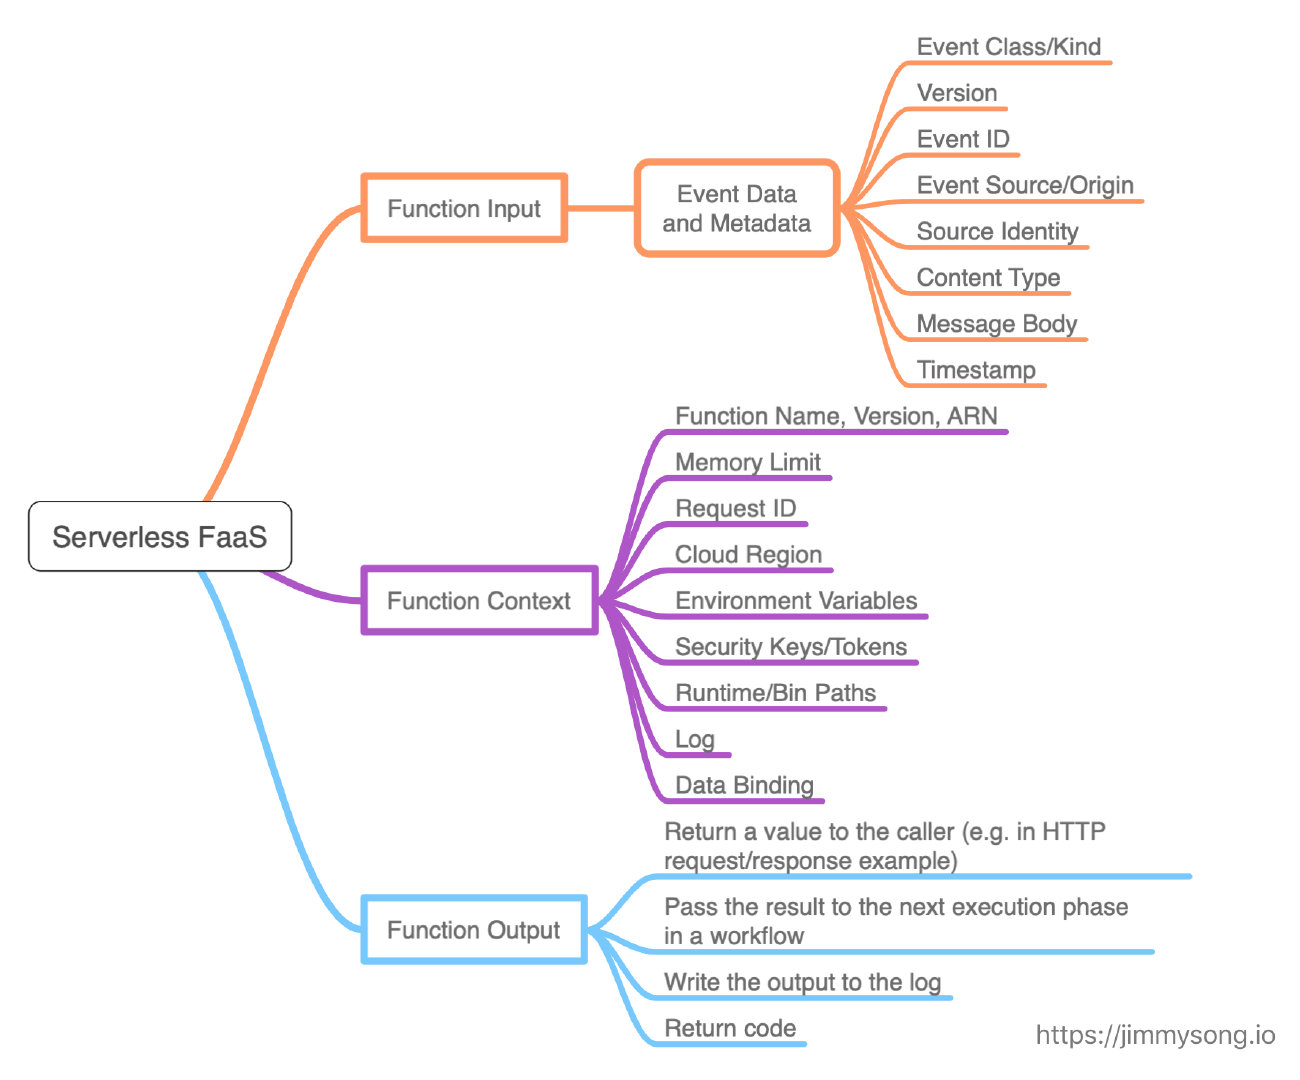 Serverless FaaS
Function Input
Event Data
and Metadata
Event Class/Kind
Version
Event ID
Event Source/Origin
Source Identity
Content Type
Message Body
Timestamp
Function Context
Function Name, Version, ARN
Memory Limit
Request ID
Cloud Region
Environment Variables
Security Keys/Tokens
Runtime/Bin Paths
Log
Data Binding
Function Output
Return a value to the caller (e.g. in HTTP
request/response example)
Pass the result to the next execution phase
in a workflow
Write the output to the log
Return code
https://jimmysong.io